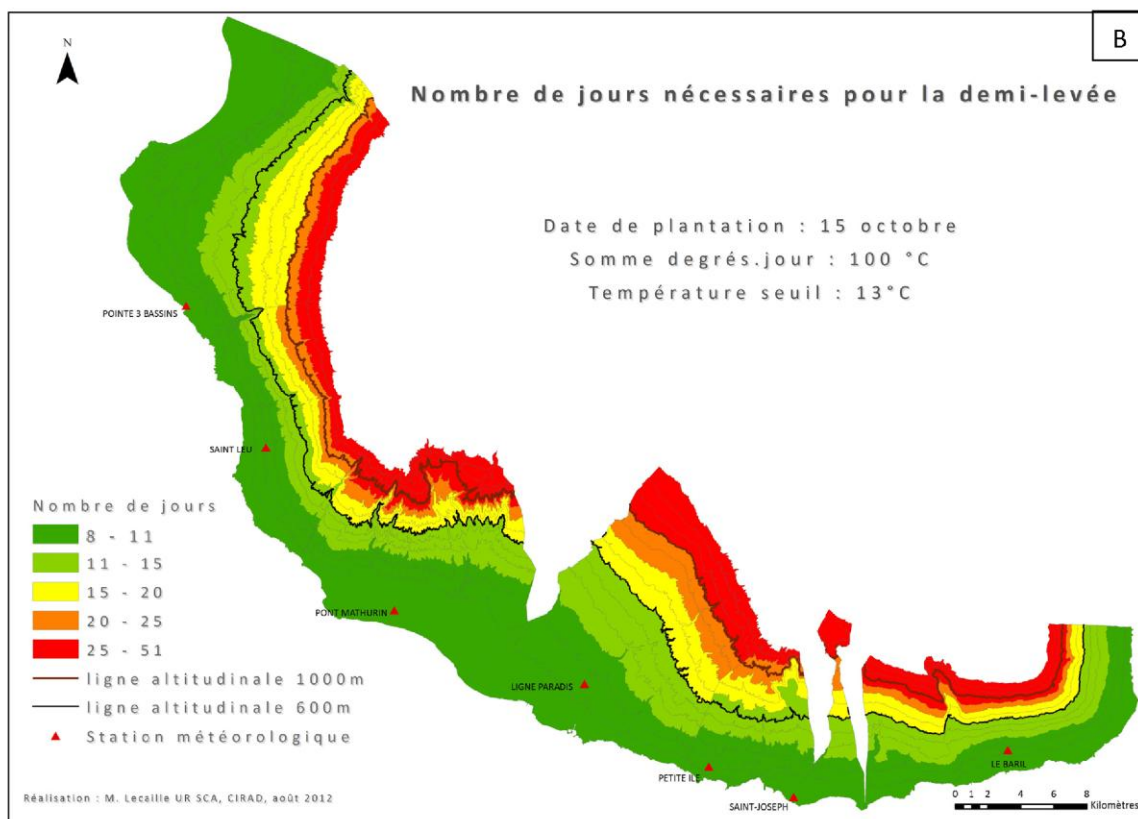 B
N
Nombre de jours nécessaires pour la demi-levée
Date de plantation : 15 octobre
Somme degrés.jour : 100 °C
Température seuil : 13°C
POINTE 3 BASSINS
SAINT LEU
PONT MATHURIN
LIGNE PARADIS
PETITE ILE
SAINT-JOSEPH
LE BARIL
Nombre de jours
8 - 11
11 - 15
15 - 20
20 - 25
25 - 51
ligne altitudinale 1000m
ligne altitudinale 600m
Station météorologique
Réalisation : M. Lecaille UR SCA, CIRAD, août 2012
0 1 2 4 6 8
Kilomètres